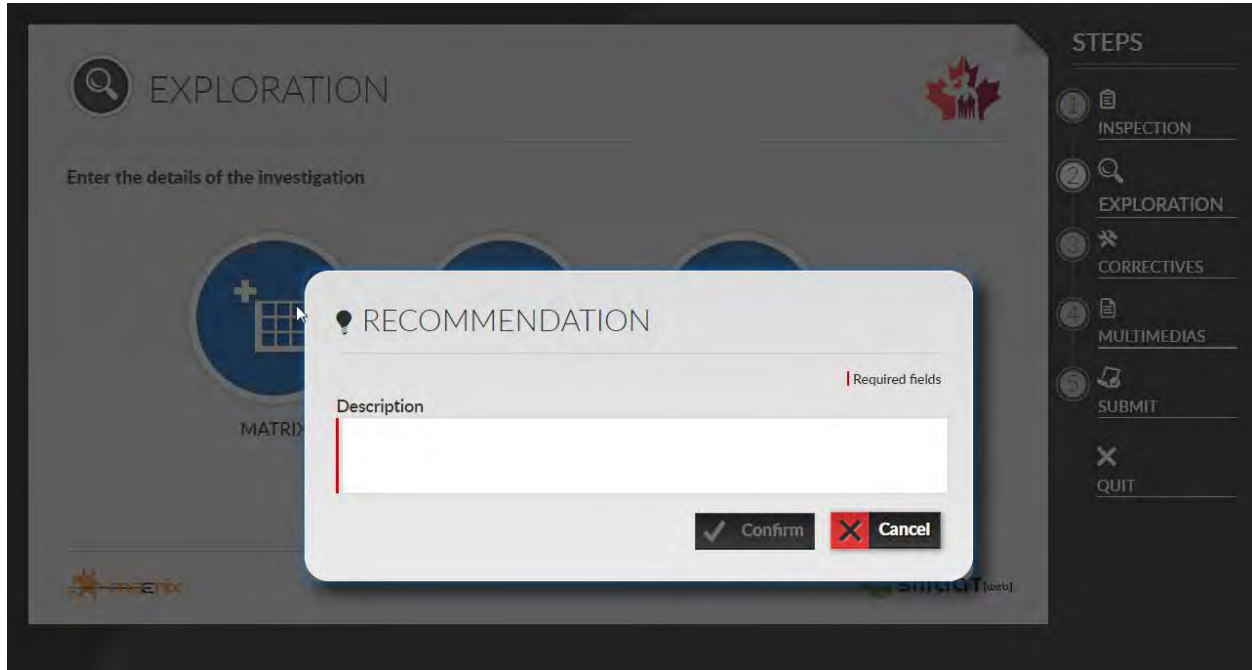 EXPLORATION
Enter the details of the investigation
RECOMMENDATION
Required fields
Description
Confirm
Cancel
STEPS
1
INSPECTION
2
EXPLORATION
3
CORRECTIVES
4
MULTIMEDIAS
5
SUBMIT
QUIT
[web]